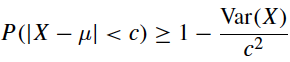 P(|X − μ| < c) ≥ 1 − Var(X)/c²